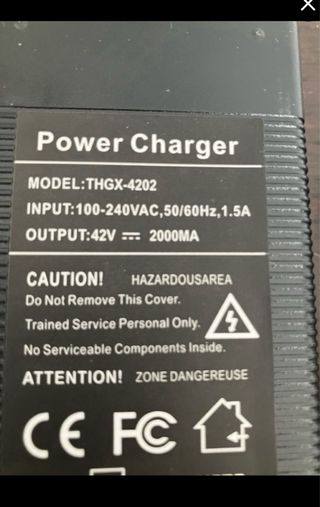 Power Charger
MODEL:THGX-4202
INPUT:100-240VAC,50/60Hz,1.5A
OUTPUT:42V ⎓ 2000MA
CAUTION! HAZARDOUSAREA
Do Not Remove This Cover.
Trained Service Personal Only.
No Serviceable Components Inside.
ATTENTION! ZONE DANGEREUSE
CE FC